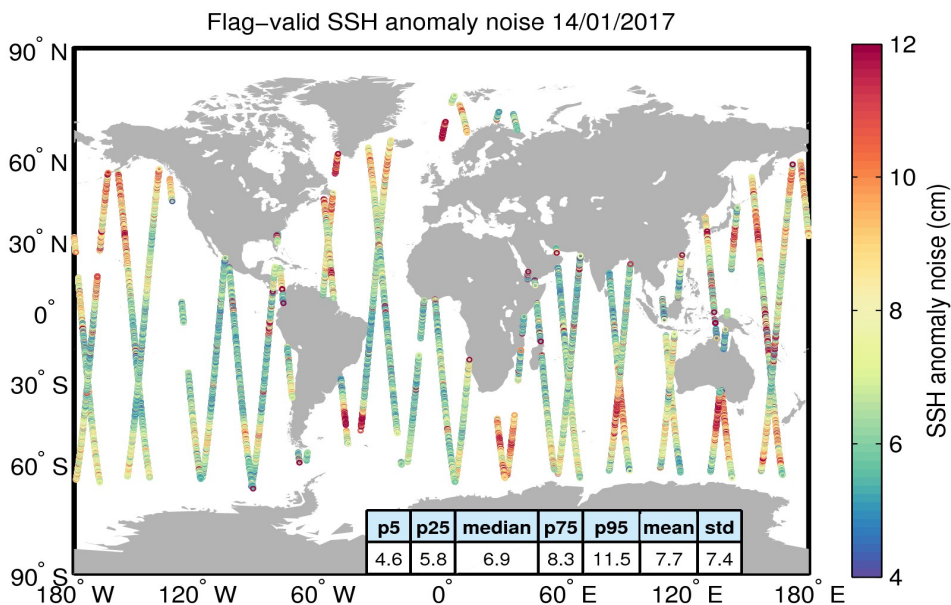 Flag−valid SSH anomaly noise 14/01/2017
90° N
60° N
30° N
0°
30° S
60° S
90° S
180° W
120° W
60° W
0°
60° E
120° E
180° E
p5 p25 median p75 p95 mean std
4.6 5.8 6.9 8.3 11.5 7.7 7.4
12
10
8
6
4
SSH anomaly noise (cm)